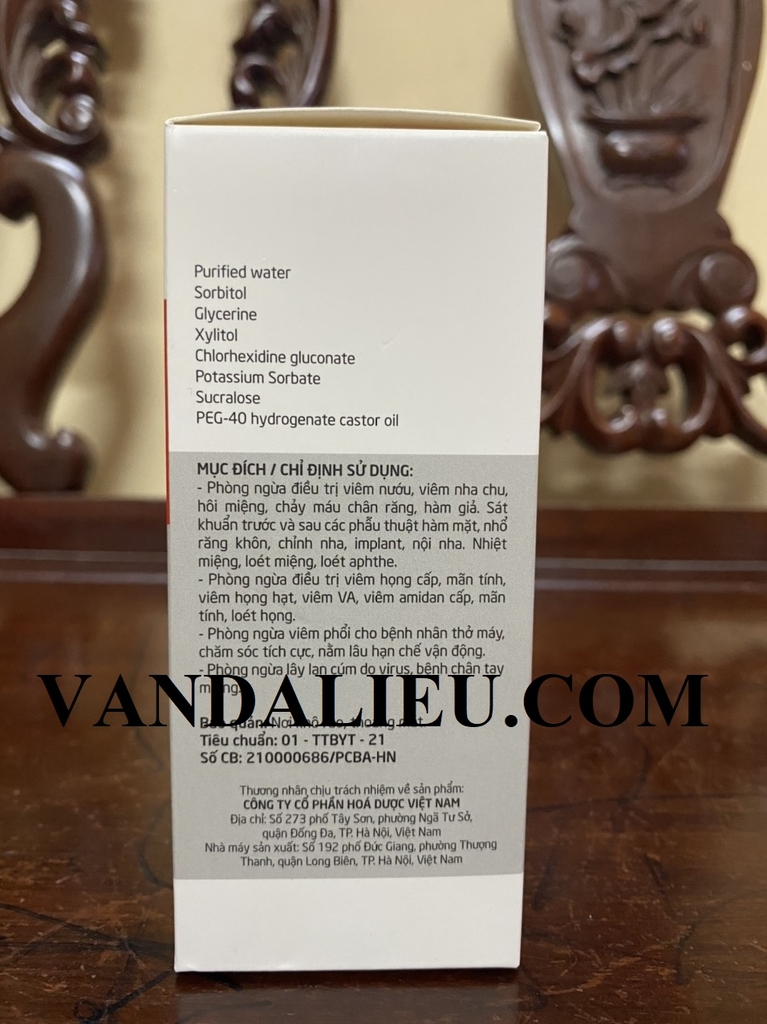 Purified water
Sorbitol
Glycerine
Xylitol
Chlorhexidine gluconate
Potassium Sorbate
Sucralose
PEG-40 hydrogenate castor oil
MỤC ĐÍCH / CHỈ ĐỊNH SỬ DỤNG:
- Phòng ngừa điều trị viêm nướu, viêm nha chu,
hôi miệng, chảy máu chân răng, hàm giả. Sát
khuẩn trước và sau các phẫu thuật hàm mặt, nhổ
răng khôn, chỉnh nha, implant, nội nha. Nhiệt
miệng, loét miệng, loét aphthe.
- Phòng ngừa điều trị viêm họng cấp, mãn tính,
viêm họng hạt, viêm VA, viêm amidan cấp, mãn
tính, loét họng.
- Phòng ngừa viêm phổi cho bệnh nhân thở máy,
chăm sóc tích cực, nằm lâu hạn chế vận động.
- Phòng ngừa lây lan cúm do virus, bệnh chân tay
VANDALIEU.COM
Nơi
Tiêu chuẩn: 01 - TTBYT - 21
Số CB: 210000686/PCBA-HN
Thương nhân chịu trách nhiệm về sản phẩm:
CÔNG TY CỔ PHẦN HOÁ DƯỢC VIỆT NAM
Địa chỉ: Số 273 phố Tây Sơn, phường Ngã Tư Sở,
quận Đống Đa, TP. Hà Nội, Việt Nam
Nhà máy sản xuất: Số 192 phố Đức Giang, phường Thượng
Thanh, quận Long Biên, TP. Hà Nội, Việt Nam